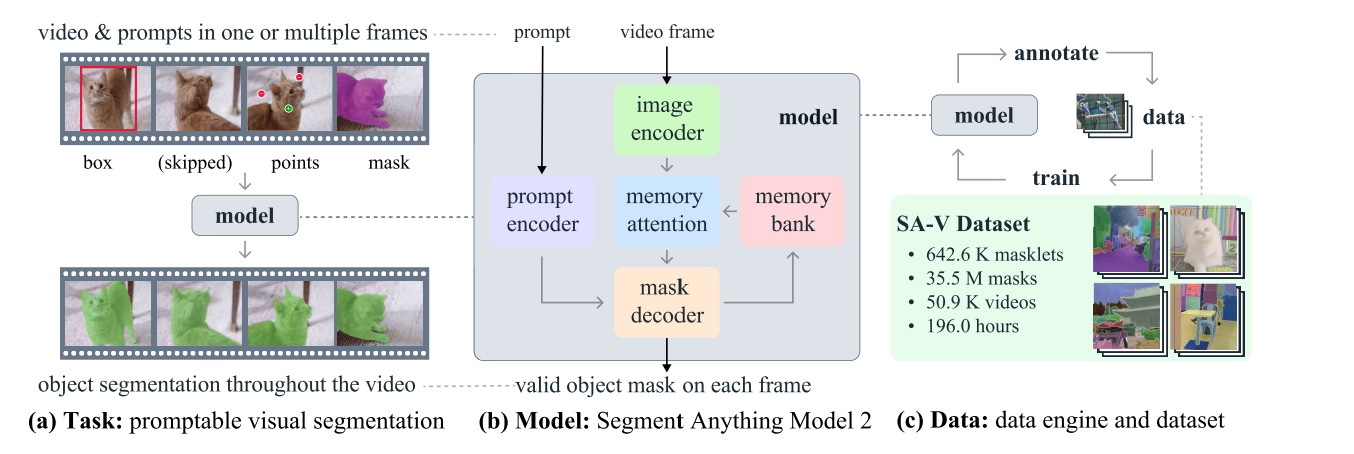 video & prompts in one or multiple frames
box
(skipped)
points
mask
model
object segmentation throughout the video
(a) Task: promptable visual segmentation
prompt
video frame
image
encoder
model
prompt
encoder
memory
attention
memory
bank
mask
decoder
valid object mask on each frame
(b) Model: Segment Anything Model 2
annotate
model
data
train
SA-V Dataset
• 642.6 K masklets
• 35.5 M masks
• 50.9 K videos
• 196.0 hours
(c) Data: data engine and dataset